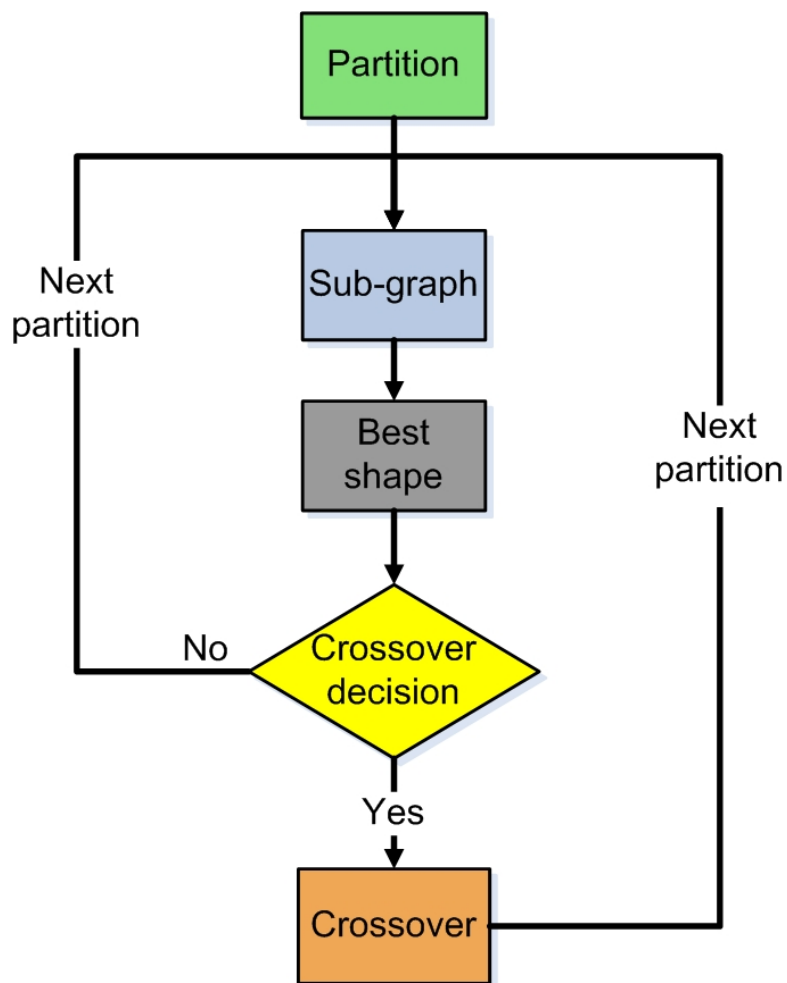 Partition
Next
partition
Sub-graph
Best
shape
Next
partition
No
Crossover
decision
Yes
Crossover